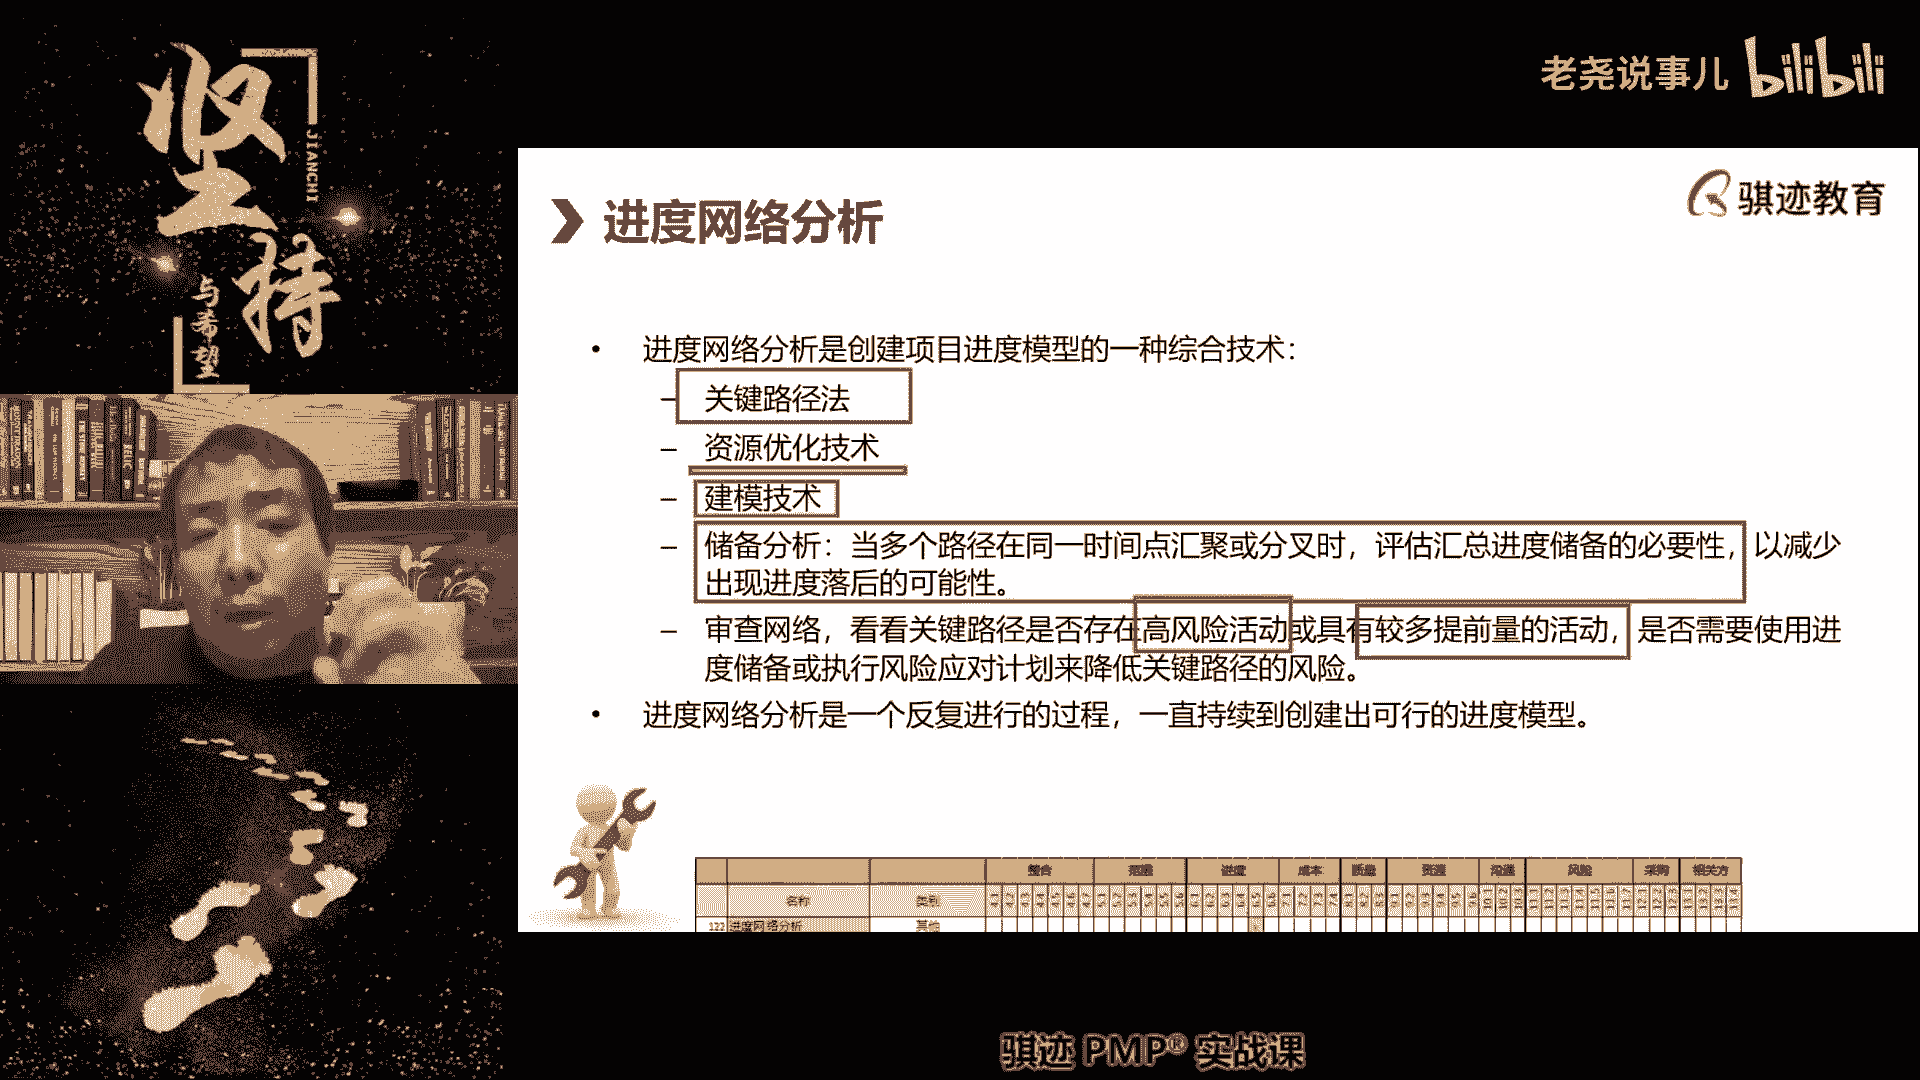 坚持
JIANCHI
与希望
老尧说事儿 bilibili
骐迹教育
进度网络分析
• 进度网络分析是创建项目进度模型的一种综合技术：
– 关键路径法
– 资源优化技术
– 建模技术
– 储备分析：当多个路径在同一时间点汇聚或分叉时，评估汇总进度储备的必要性，以减少
出现进度落后的可能性。
– 审查网络，看看关键路径是否存在高风险活动或具有较多提前量的活动，是否需要使用进
度储备或执行风险应对计划来降低关键路径的风险。
• 进度网络分析是一个反复进行的过程，一直持续到创建出可行的进度模型。
整合 范围 进度 成本 质量 资源 沟通 风险 采购 相关方
名称 类别
122 进度网络分析 其他
骐迹 PMP® 实战课